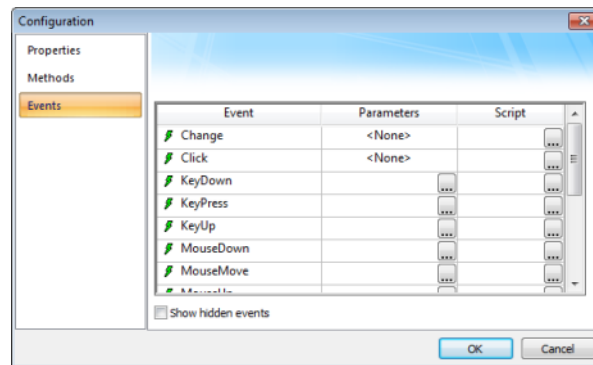 Configuration
Properties
Methods
Events
Event Parameters Script
Change <None> ...
Click <None> ...
KeyDown ... ...
KeyPress ... ...
KeyUp ... ...
MouseDown ... ...
MouseMove ... ...
Show hidden events
OK Cancel